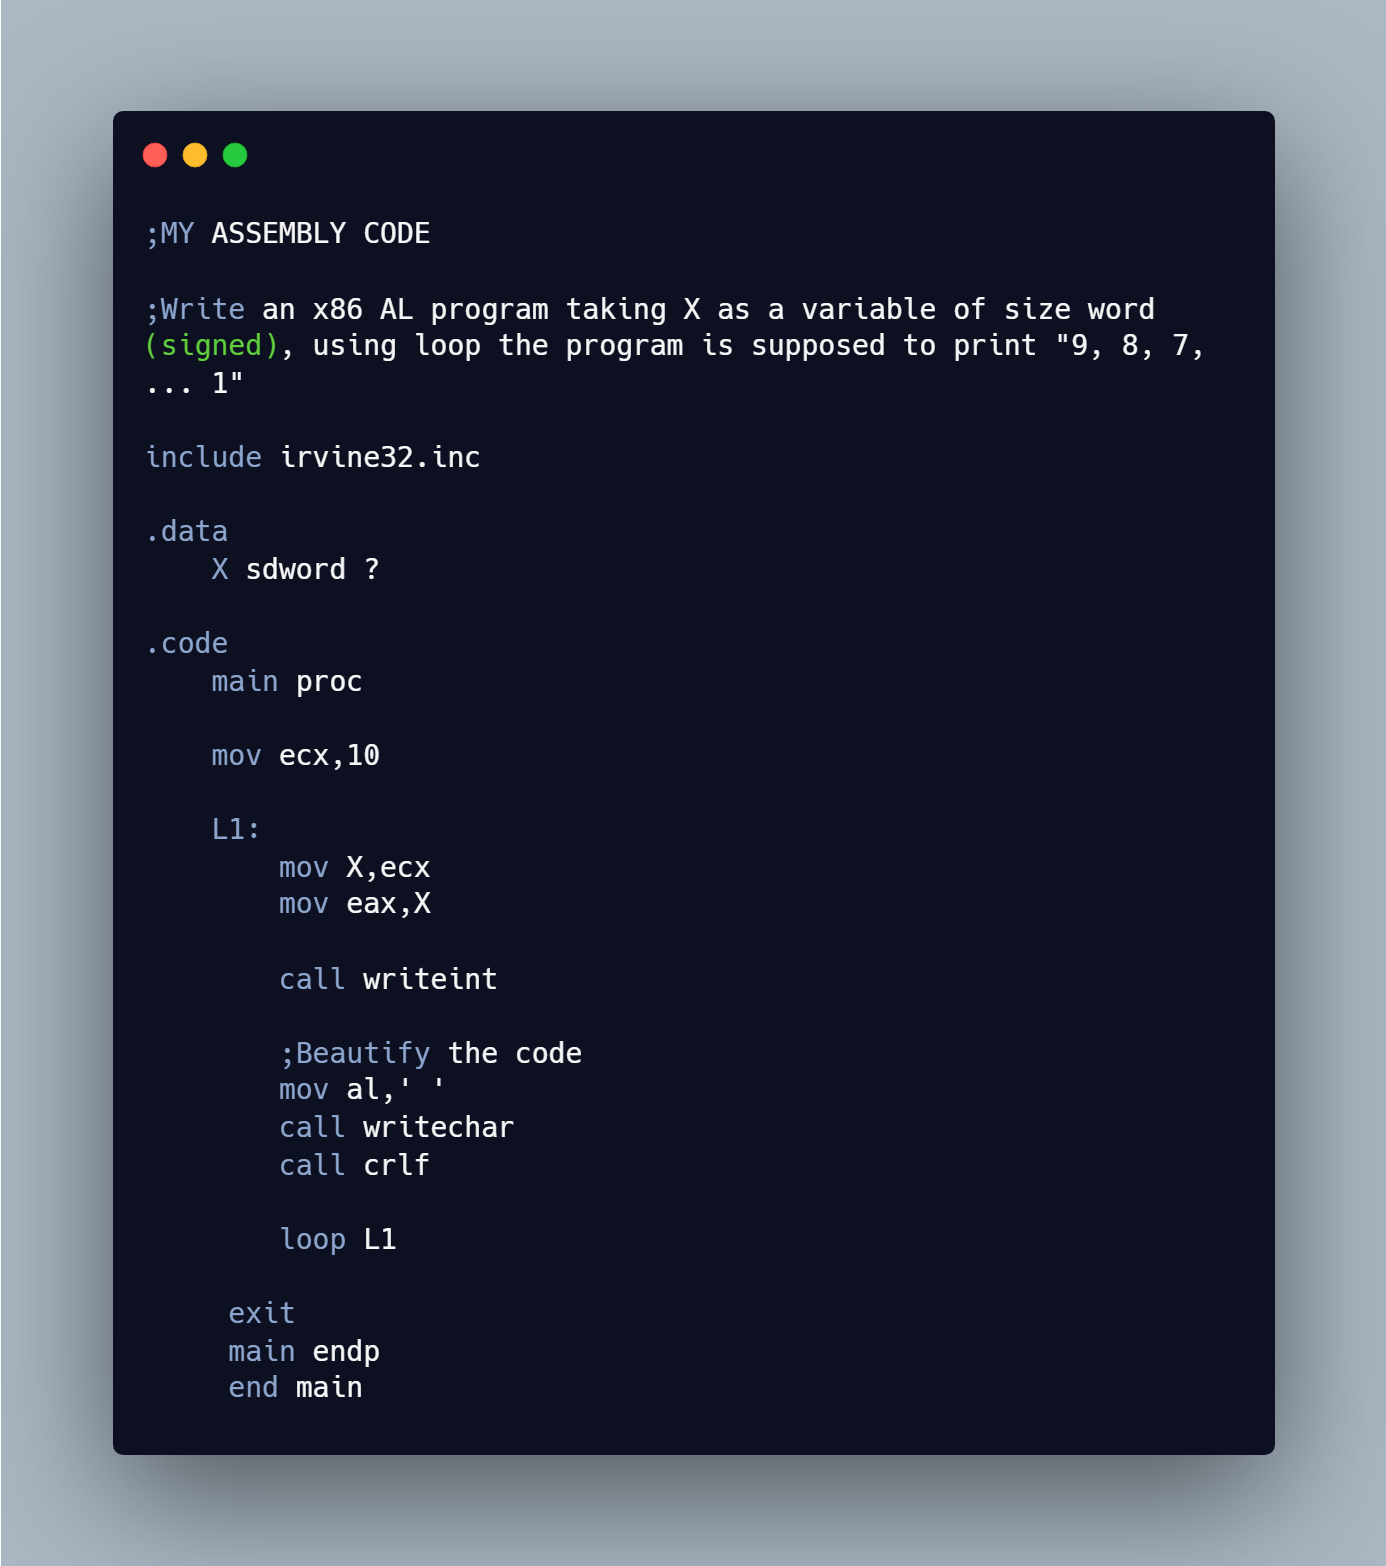 ;MY ASSEMBLY CODE
;Write an x86 AL program taking X as a variable of size word
(signed), using loop the program is supposed to print "9, 8, 7,
... 1"
include irvine32.inc
.data
X sdword ?
.code
main proc
mov ecx,10
L1:
mov X,ecx
mov eax,X
call writeint
;Beautify the code
mov al,' '
call writechar
call crlf
loop L1
exit
main endp
end main